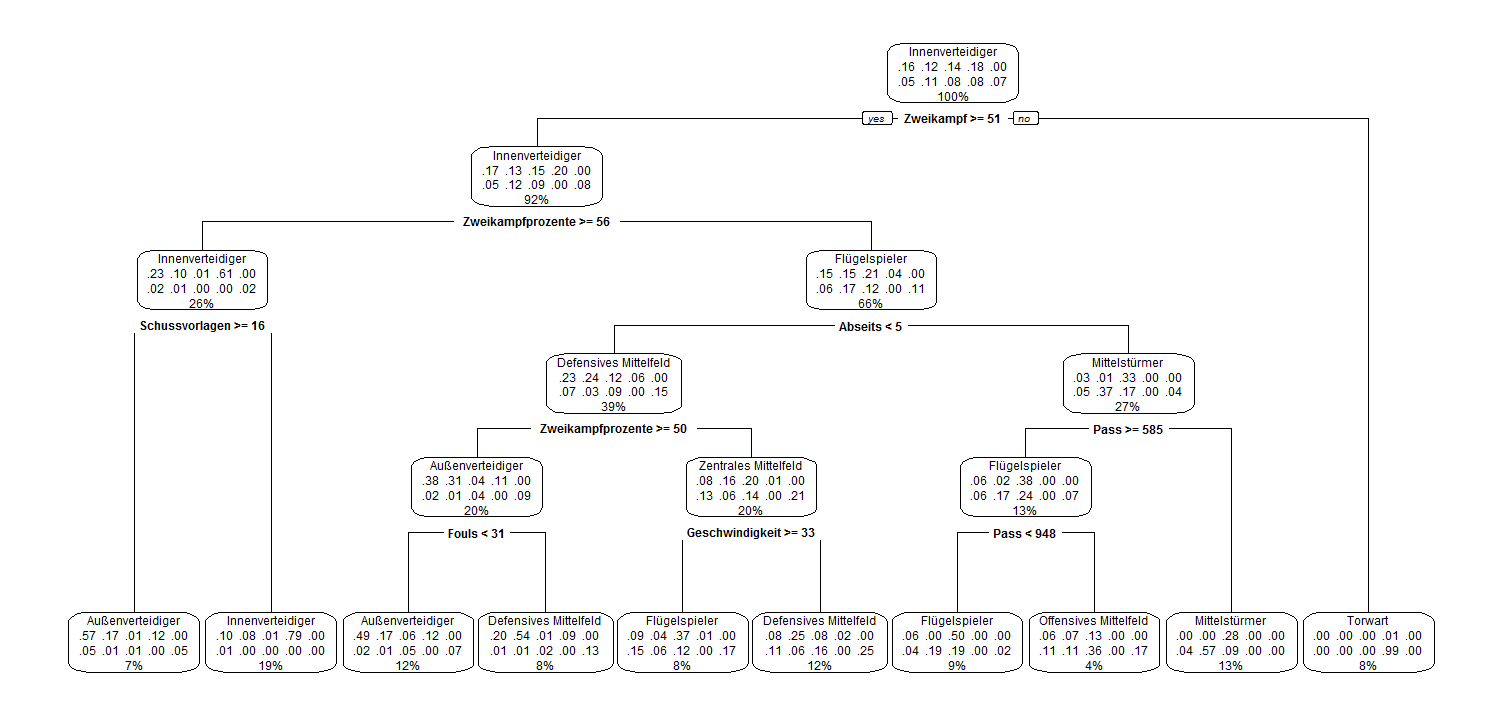 Innenverteidiger
.16 .12 .14 .18 .00
.05 .11 .08 .08 .07
100%
yes Zweikampf >= 51 no
Innenverteidiger
.17 .13 .15 .20 .00
.05 .12 .09 .00 .08
92%
Zweikampfprozente >= 56
Innenverteidiger
.23 .10 .01 .61 .00
.02 .01 .00 .00 .02
26%
Schussvorlagen >= 16
Flügelspieler
.15 .15 .21 .04 .00
.06 .17 .12 .00 .11
66%
Abseits < 5
Defensives Mittelfeld
.23 .24 .12 .06 .00
.07 .03 .09 .00 .15
39%
Zweikampfprozente >= 50
Mittelstürmer
.03 .01 .33 .00 .00
.05 .37 .17 .00 .04
27%
Pass >= 585
Außenverteidiger
.38 .31 .04 .11 .00
.02 .01 .04 .00 .09
20%
Fouls < 31
Zentrales Mittelfeld
.08 .16 .20 .01 .00
.13 .06 .14 .00 .21
20%
Geschwindigkeit >= 33
Flügelspieler
.06 .02 .38 .00 .00
.06 .17 .24 .00 .07
13%
Pass < 948
Außenverteidiger
.57 .17 .01 .12 .00
.05 .01 .01 .00 .05
7%
Innenverteidiger
.10 .08 .01 .79 .00
.01 .00 .00 .00 .00
19%
Außenverteidiger
.49 .17 .06 .12 .00
.02 .01 .05 .00 .07
12%
Defensives Mittelfeld
.20 .54 .01 .09 .00
.01 .01 .02 .00 .13
8%
Flügelspieler
.09 .04 .37 .01 .00
.15 .06 .12 .00 .17
8%
Defensives Mittelfeld
.08 .25 .08 .02 .00
.11 .06 .16 .00 .25
12%
Flügelspieler
.06 .00 .50 .00 .00
.04 .19 .19 .00 .02
9%
Offensives Mittelfeld
.06 .07 .13 .00 .00
.11 .11 .36 .00 .17
4%
Mittelstürmer
.00 .00 .28 .00 .00
.04 .57 .09 .00 .00
13%
Torwart
.00 .00 .00 .01 .00
.00 .00 .00 .99 .00
8%